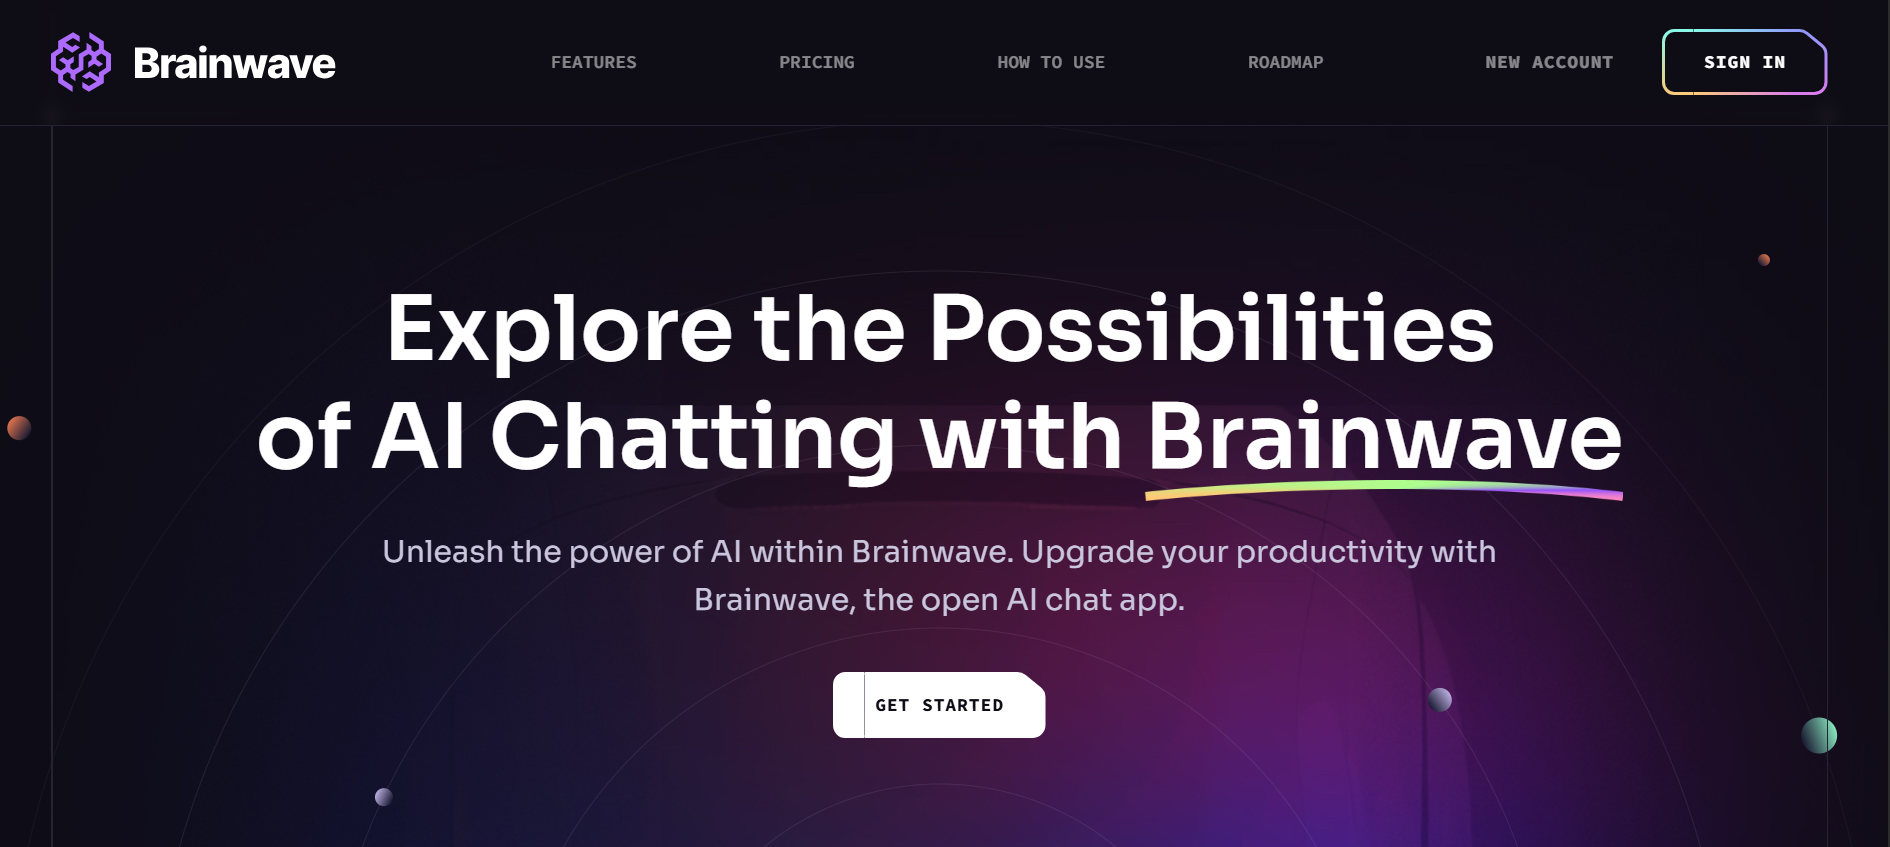 Brainwave
FEATURES
PRICING
HOW TO USE
ROADMAP
NEW ACCOUNT
SIGN IN
Explore the Possibilities
of AI Chatting with Brainwave
Unleash the power of AI within Brainwave. Upgrade your productivity with
Brainwave, the open AI chat app.
GET STARTED